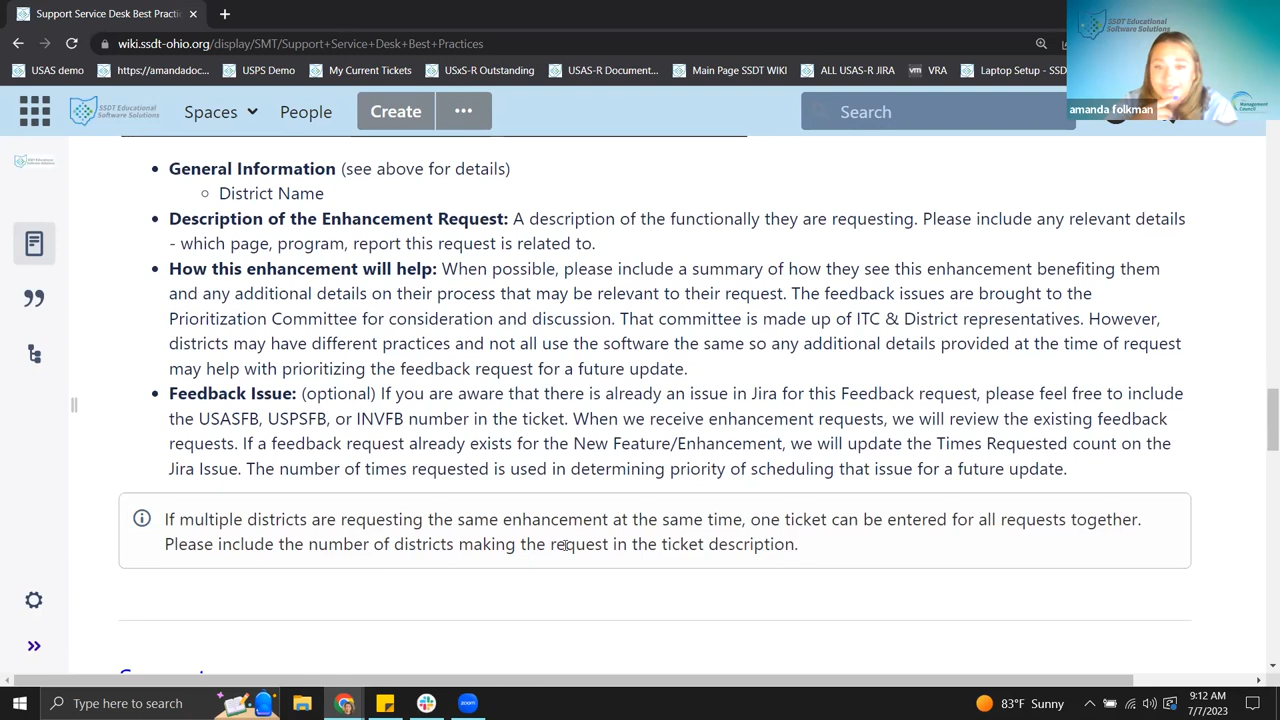 Support Service Desk Best Practices
wiki.ssdt-ohio.org/display/SMT/Support+Service+Desk+Best+Practices
USAS demo
https://amandadoc...
USPS Demo
My Current Tickets
USPS-R Outstanding
USAS-R Document...
Main Page SSDT WIKI
ALL USAS-R JIRA
vm VRA
Laptop Setup - SSD
SSDT Educational
Software Solutions
amanda folkman
Management
Council
SSDT Educational
Software Solutions
Spaces
People
Create
Search
General Information (see above for details)
District Name
Description of the Enhancement Request: A description of the functionally they are requesting. Please include any relevant details
- which page, program, report this request is related to.
How this enhancement will help: When possible, please include a summary of how they see this enhancement benefiting them
and any additional details on their process that may be relevant to their request. The feedback issues are brought to the
Prioritization Committee for consideration and discussion. That committee is made up of ITC & District representatives. However,
districts may have different practices and not all use the software the same so any additional details provided at the time of request
may help with prioritizing the feedback request for a future update.
Feedback Issue: (optional) If you are aware that there is already an issue in Jira for this Feedback request, please feel free to include
the USASFB, USPSFB, or INVFB number in the ticket. When we receive enhancement requests, we will review the existing feedback
requests. If a feedback request already exists for the New Feature/Enhancement, we will update the Times Requested count on the
Jira Issue. The number of times requested is used in determining priority of scheduling that issue for a future update.
If multiple districts are requesting the same enhancement at the same time, one ticket can be entered for all requests together.
Please include the number of districts making the request in the ticket description.
Type here to search
zoom
83°F Sunny
9:12 AM
7/7/2023